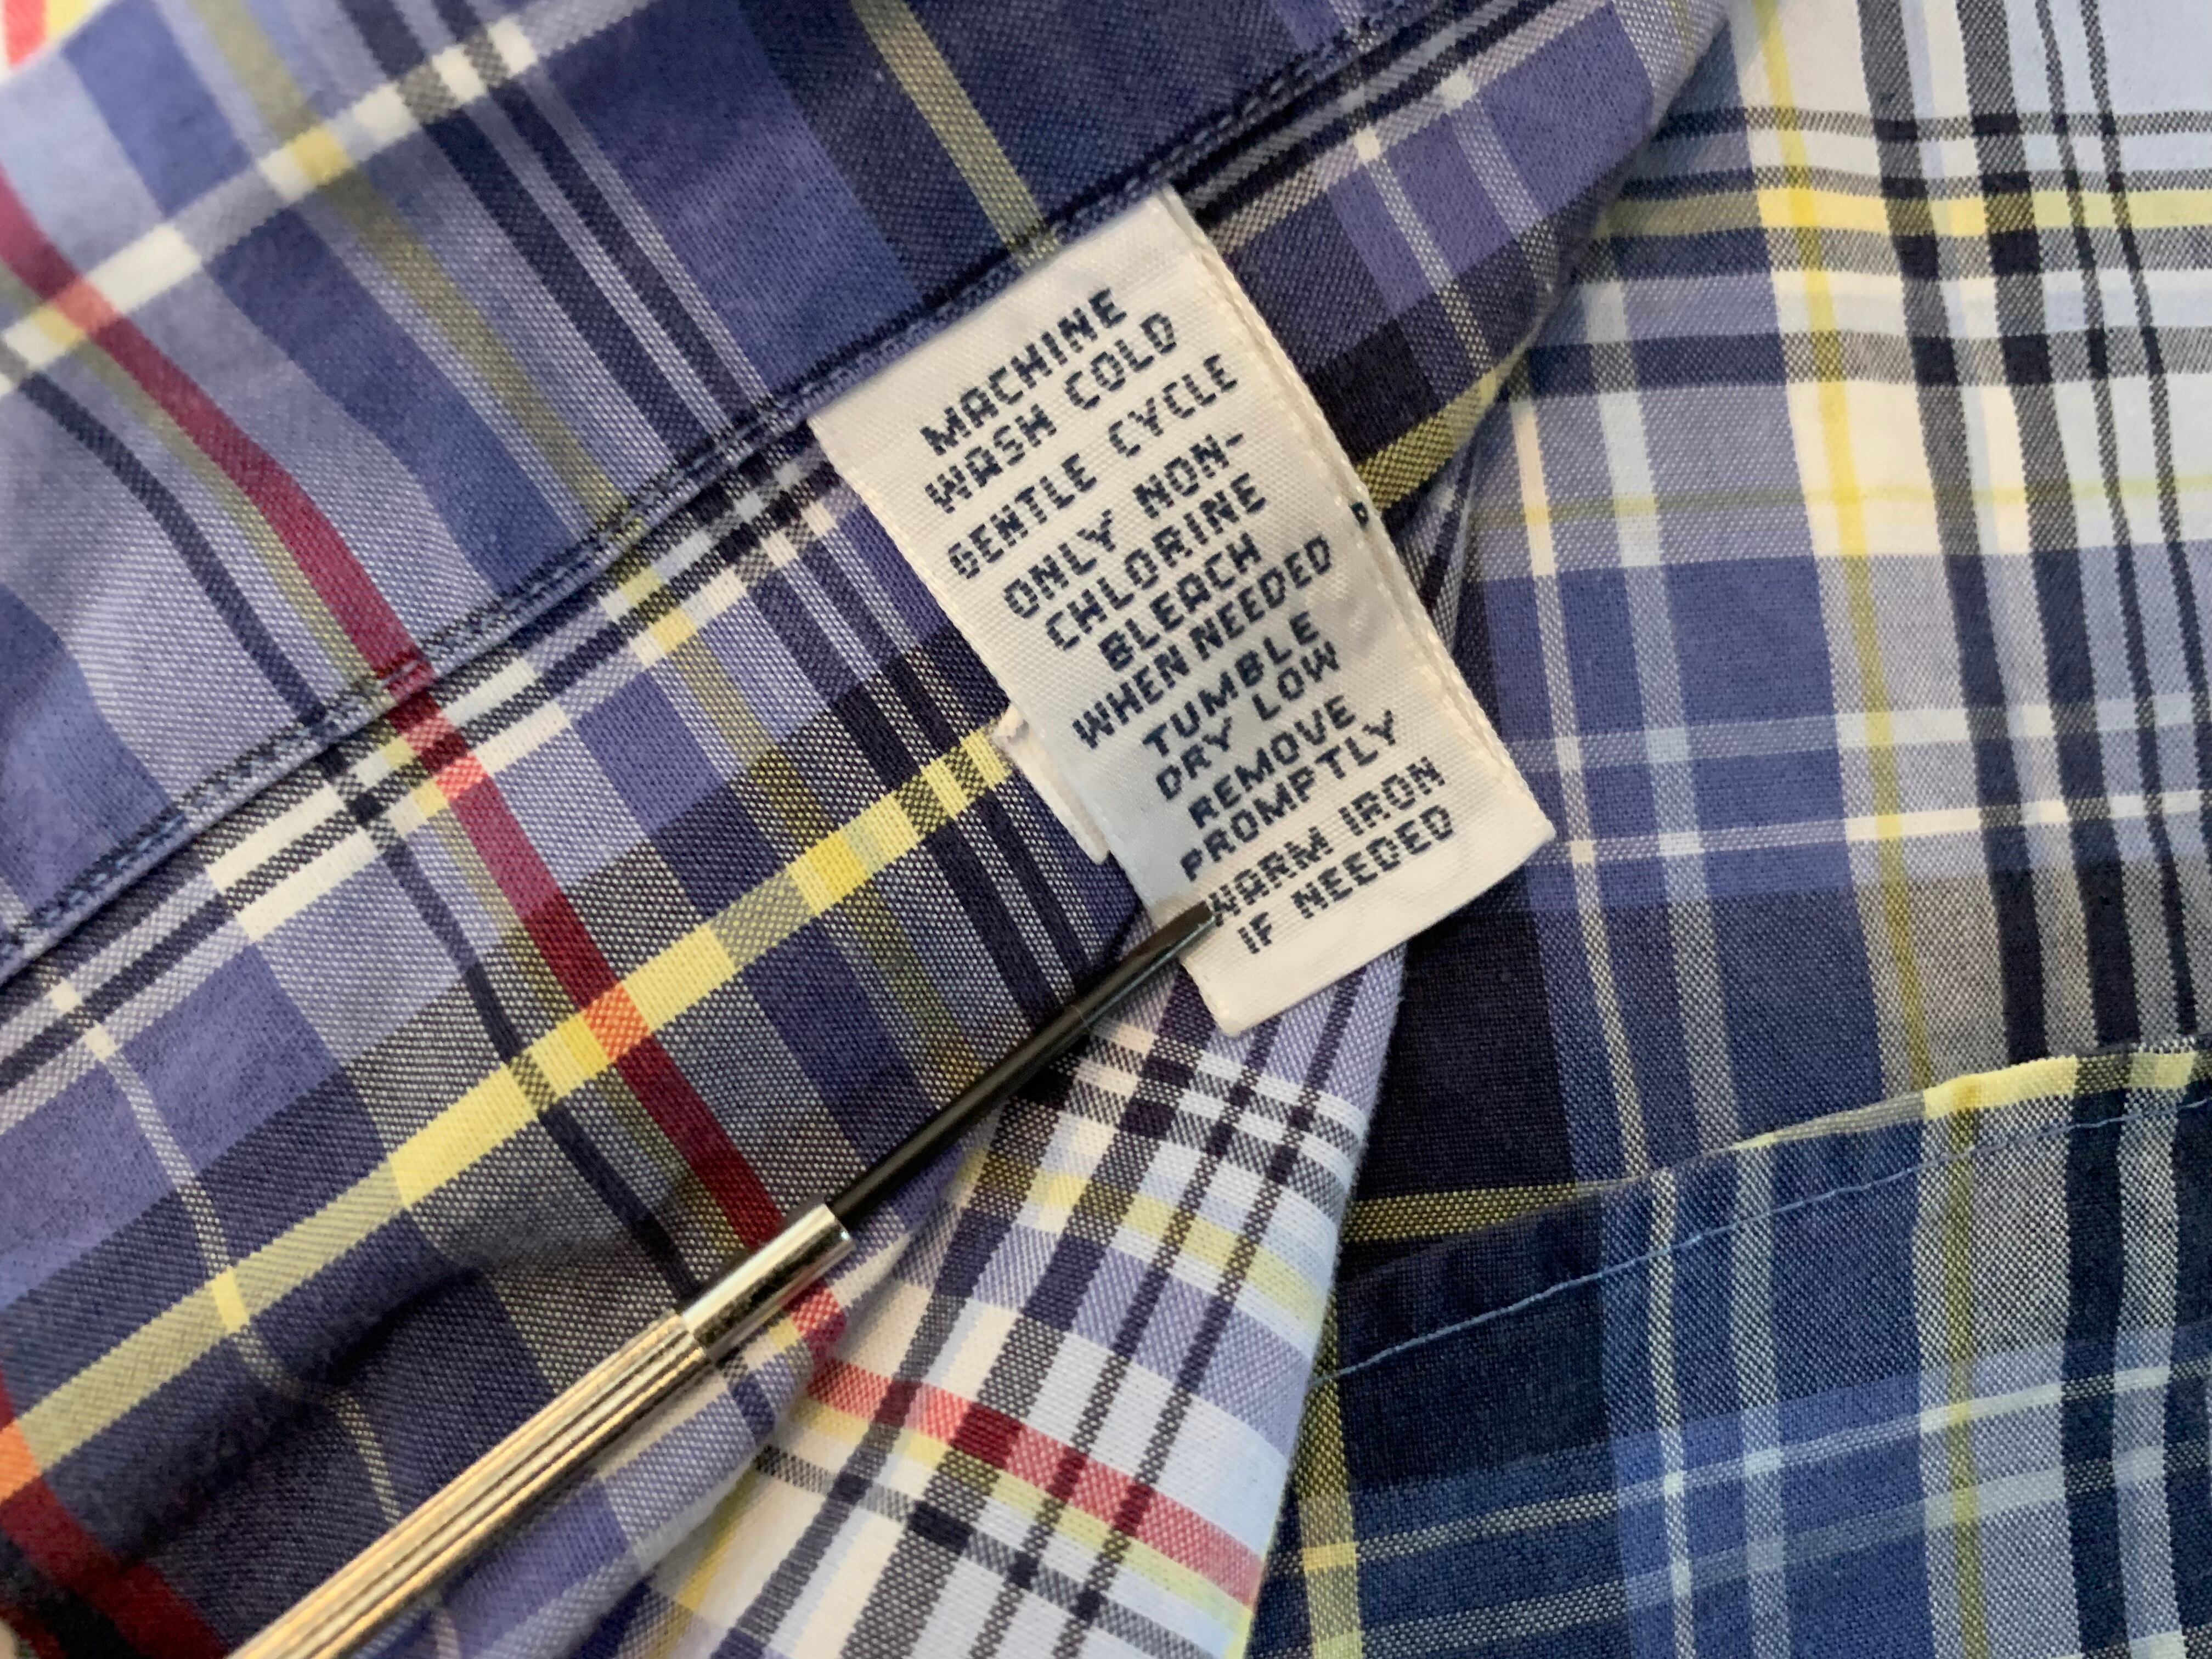 MACHINE
WASH COLD
GENTLE CYCLE
ONLY NON-
CHLORINE
BLEACH
WHEN NEEDED
TUMBLE
DRY LOW
REMOVE
PROMPTLY
WARM IRON
IF NEEDED